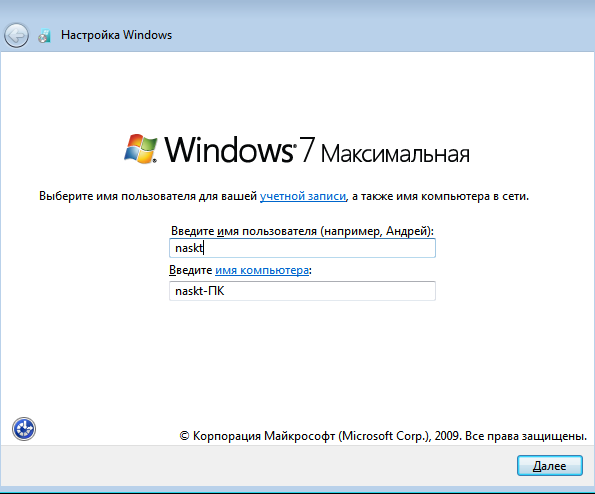 Настройка Windows
Windows 7 Максимальная
Выберите имя пользователя для вашей учетной записи, а также имя компьютера в сети.
Введите имя пользователя (например, Андрей):
naskt
Введите имя компьютера:
naskt-ПК
© Корпорация Майкрософт (Microsoft Corp.), 2009. Все права защищены.
Далее